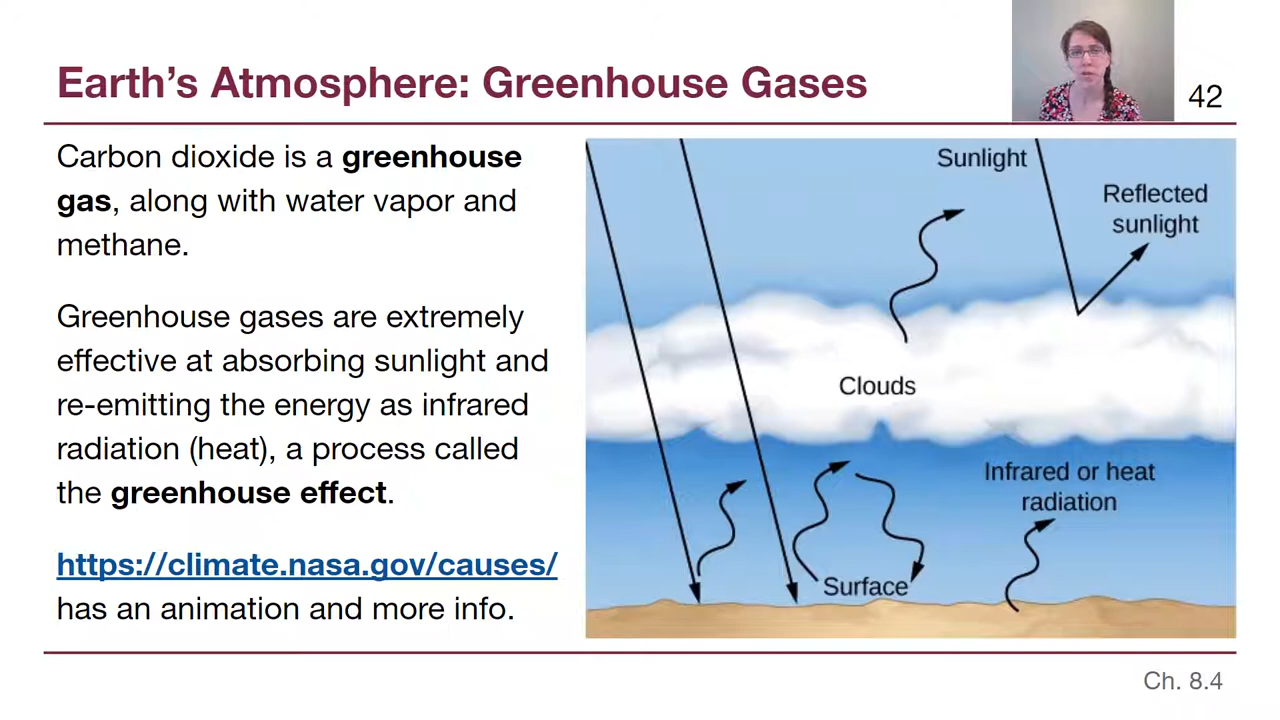 Earth’s Atmosphere: Greenhouse Gases
42
Carbon dioxide is a greenhouse
gas, along with water vapor and
methane.
Greenhouse gases are extremely
effective at absorbing sunlight and
re-emitting the energy as infrared
radiation (heat), a process called
the greenhouse effect.
https://climate.nasa.gov/causes/
has an animation and more info.
Sunlight
Reflected
sunlight
Clouds
Infrared or heat
radiation
Surface
Ch. 8.4